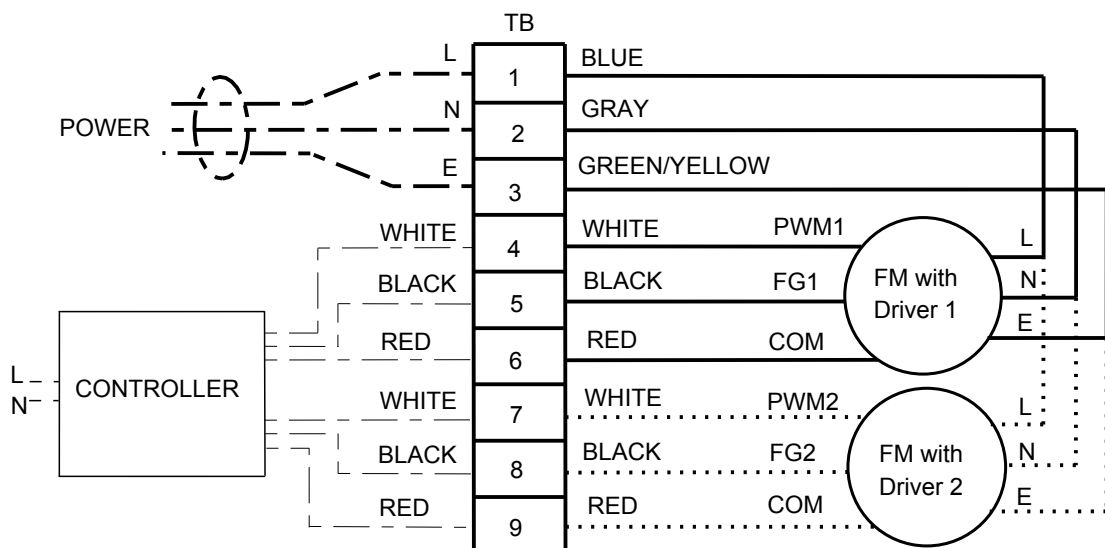 TB
L 1 BLUE
POWER N 2 GRAY
E 3 GREEN/YELLOW
WHITE 4 WHITE PWM1
BLACK 5 BLACK FG1
RED 6 RED COM
FM with
Driver 1
L
N
E
L
N
CONTROLLER
WHITE 7 WHITE PWM2
BLACK 8 BLACK FG2
RED 9 RED COM
FM with
Driver 2
L
N
E